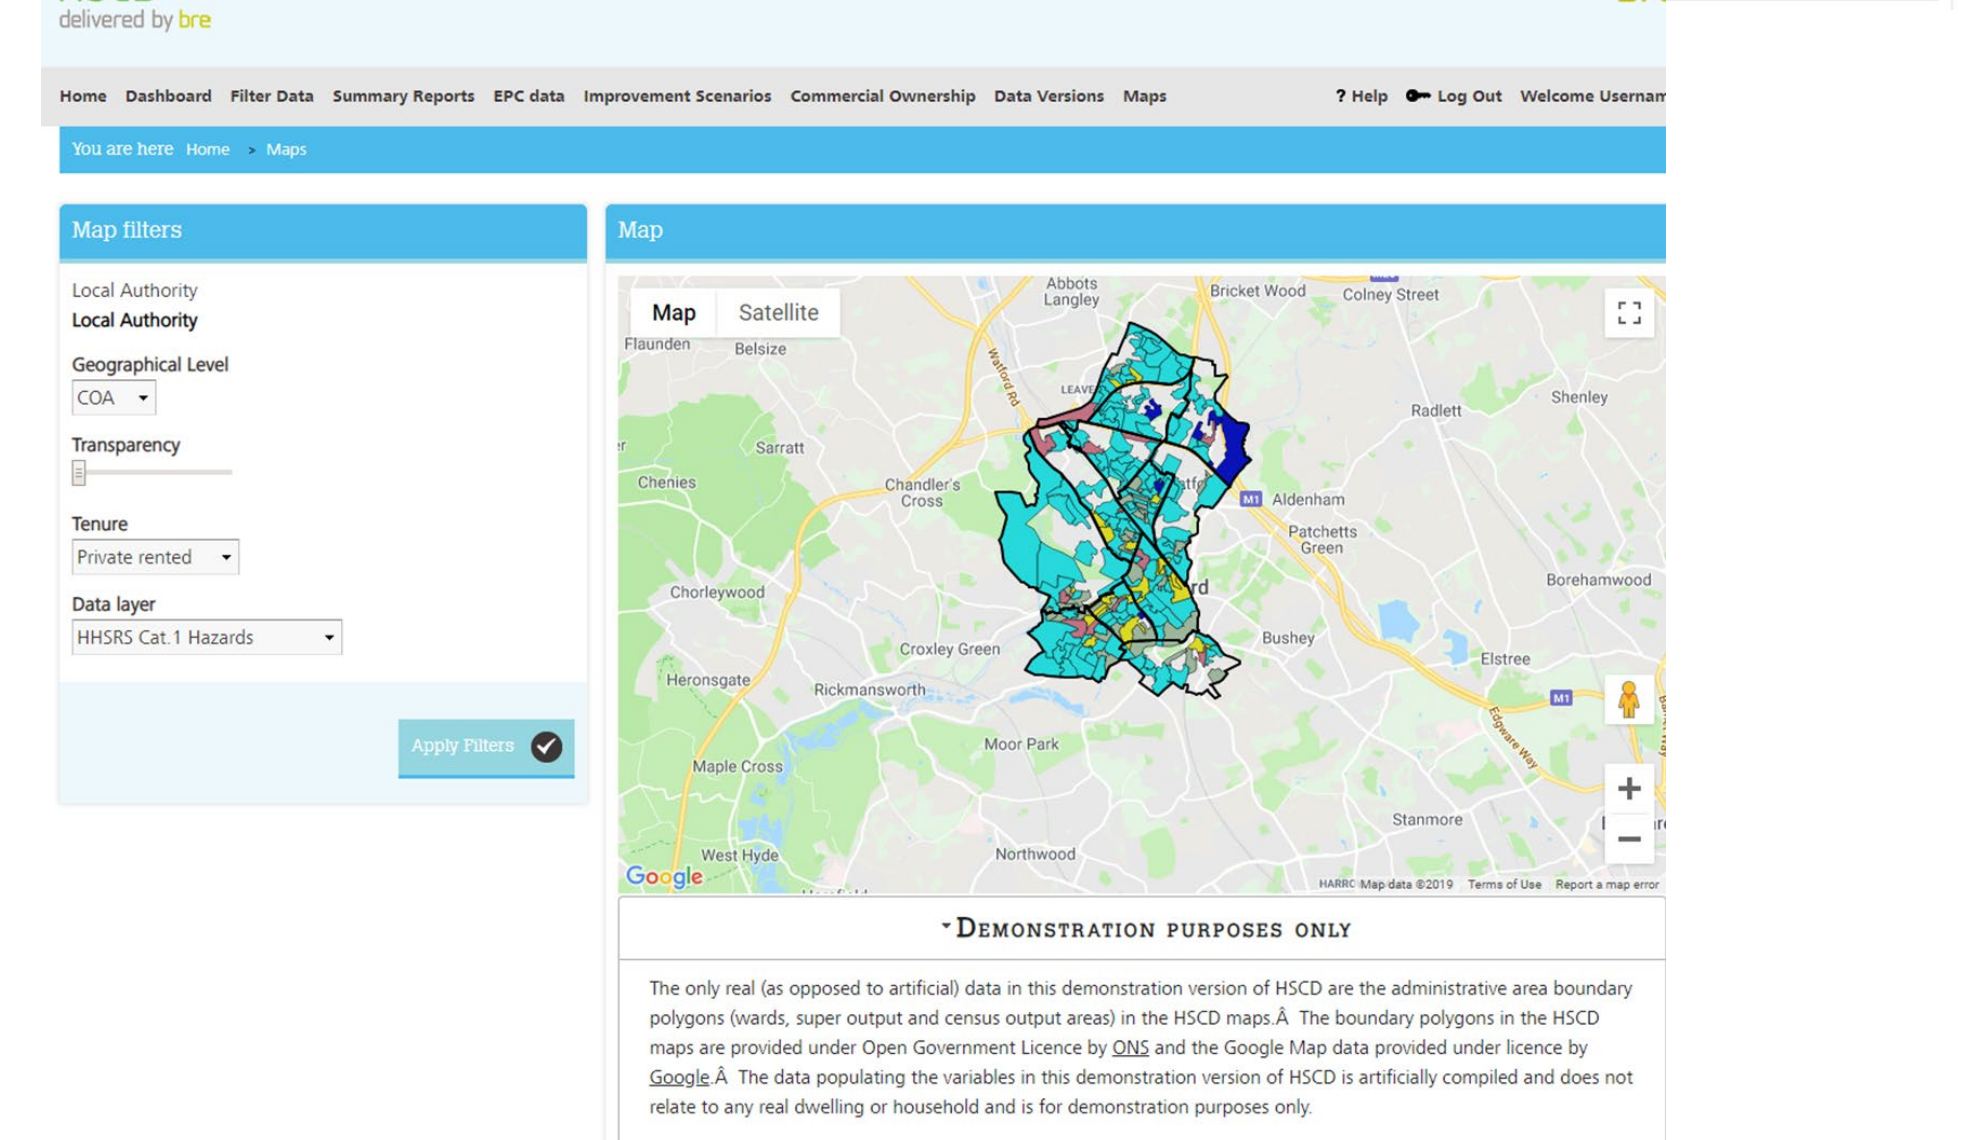 delivered by bre
Home Dashboard Filter Data Summary Reports EPC data Improvement Scenarios Commercial Ownership Data Versions Maps ? Help Log Out Welcome Usernam
You are here Home > Maps
Map filters
Local Authority
Local Authority
Geographical Level
COA
Transparency
Tenure
Private rented
Data layer
HHSRS Cat.1 Hazards
Apply Filters
Map
Map Satellite
Abbots
Langley
Bricket Wood
Colney Street
Flaunden
Belsize
Watford Rd
LEAVE
Shenley
Radlett
Sarratt
Chenies
Chandler's
Cross
M1
Aldenham
Patchetts
Green
Chorleywood
rd
Borehamwood
Bushey
Croxley Green
Elstree
Heronsgate
Rickmansworth
M1
Edgware Way
Moor Park
Maple Cross
Stanmore
West Hyde
Northwood
Google
HARRC Map data ©2019 Terms of Use Report a map error
DEMONSTRATION PURPOSES ONLY
The only real (as opposed to artificial) data in this demonstration version of HSCD are the administrative area boundary
polygons (wards, super output and census output areas) in the HSCD maps.Â The boundary polygons in the HSCD
maps are provided under Open Government Licence by ONS and the Google Map data provided under licence by
Google.Â The data populating the variables in this demonstration version of HSCD is artificially compiled and does not
relate to any real dwelling or household and is for demonstration purposes only.